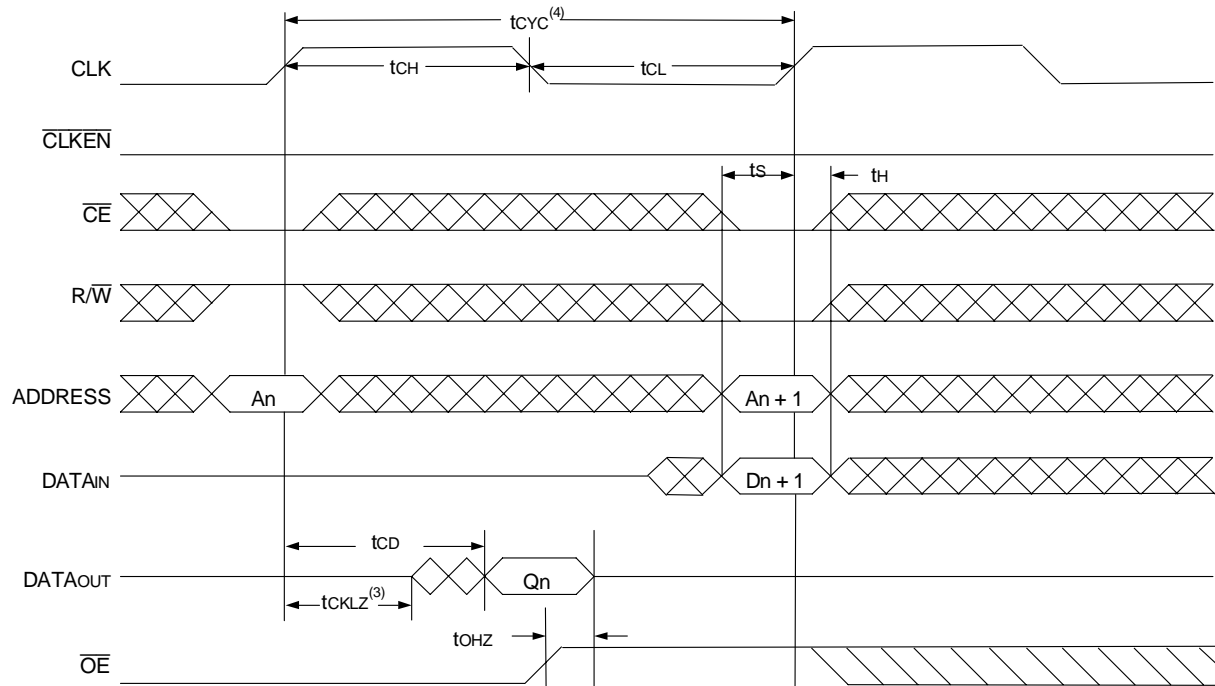 tCYC(4)
CLK
tCH
tCL
CLKEN
tS
tH
CE
R/W
ADDRESS
An
An + 1
DATAIN
Dn + 1
tCD
DATAOUT
Qn
tCKLZ(3)
tOHZ
OE